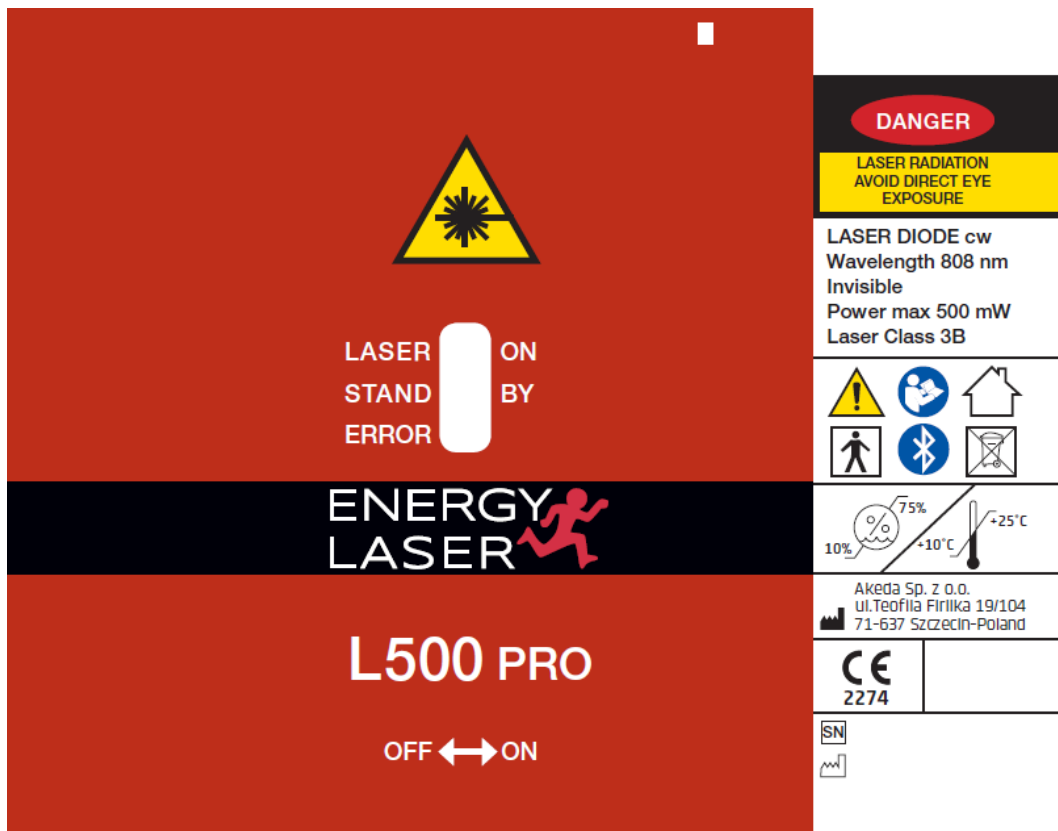 LASER ON
STAND BY
ERROR
ENERGY
LASER
L500 PRO
OFF ON
DANGER
LASER RADIATION
AVOID DIRECT EYE
EXPOSURE
LASER DIODE cw
Wavelength 808 nm
Invisible
Power max 500 mW
Laser Class 3B
75%
%
10%
+25°C
+10°C
Akeda Sp. z o.o.
ul.Teofila Firlika 19/104
71-637 Szczecin-Poland
CE
2274
SN